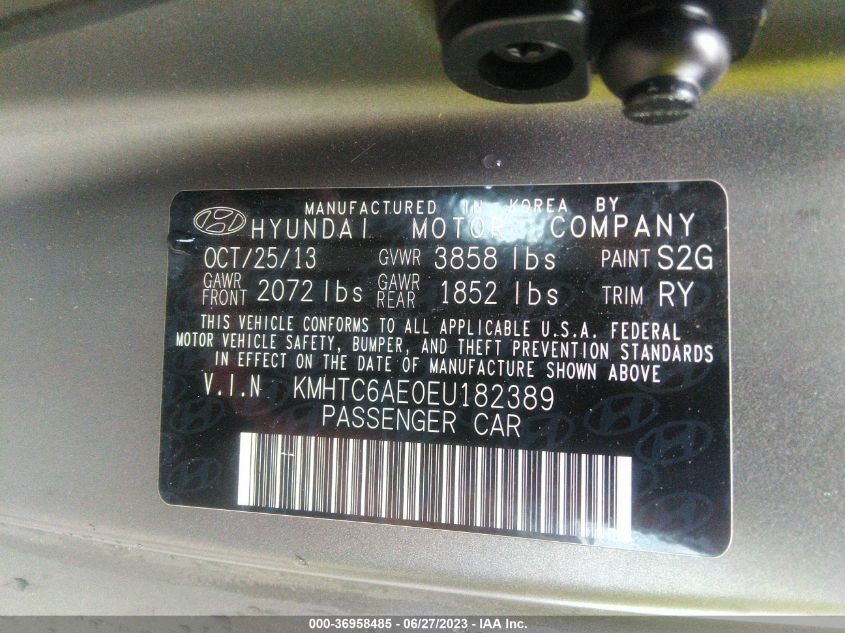 MANUFACTURED IN KOREA BY
HYUNDAI MOTOR COMPANY
OCT/25/13 GVWR 3858 lbs PAINT S2G
GAWR FRONT 2072 lbs GAWR REAR 1852 lbs TRIM RY
THIS VEHICLE CONFORMS TO ALL APPLICABLE U.S.A. FEDERAL
MOTOR VEHICLE SAFETY, BUMPER, AND THEFT PREVENTION STANDARDS
IN EFFECT ON THE DATE OF MANUFACTURE SHOWN ABOVE
V.I.N KMHTC6AE0EU182389
PASSENGER CAR
000-36958485 - 06/27/2023 - IAA Inc.